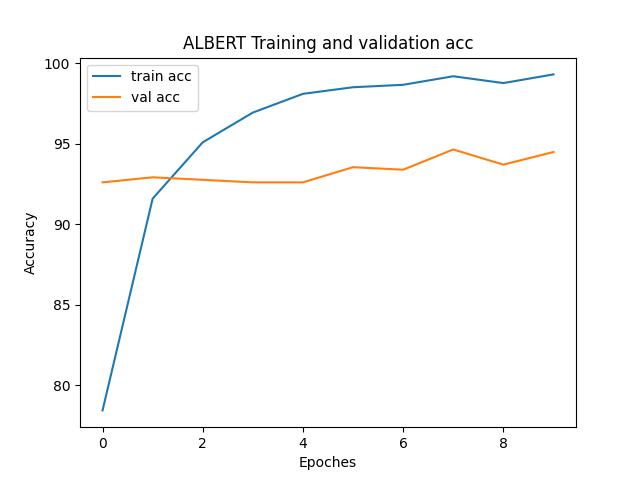 ALBERT Training and validation acc
100
95
90
85
80
train acc
val acc
Accuracy
0 2 4 6 8
Epoches